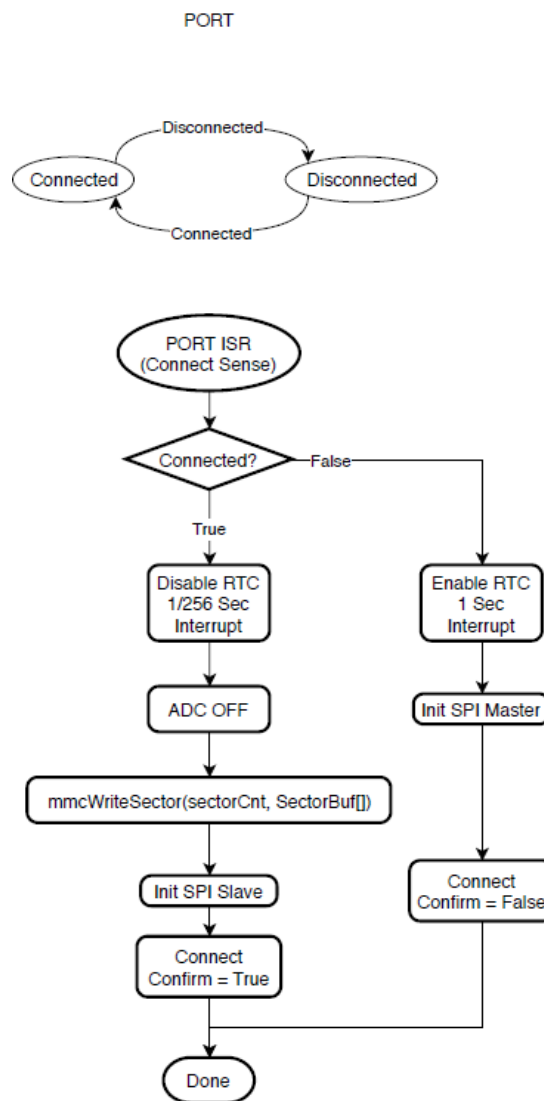 PORT
Disconnected
Connected
Disconnected
Connected
PORT ISR
(Connect Sense)
Connected?
False
True
Disable RTC
1/256 Sec
Interrupt
Enable RTC
1 Sec
Interrupt
ADC OFF
Init SPI Master
mmcWriteSector(sectorCnt, SectorBuf[])
Init SPI Slave
Connect
Confirm = False
Connect
Confirm = True
Done